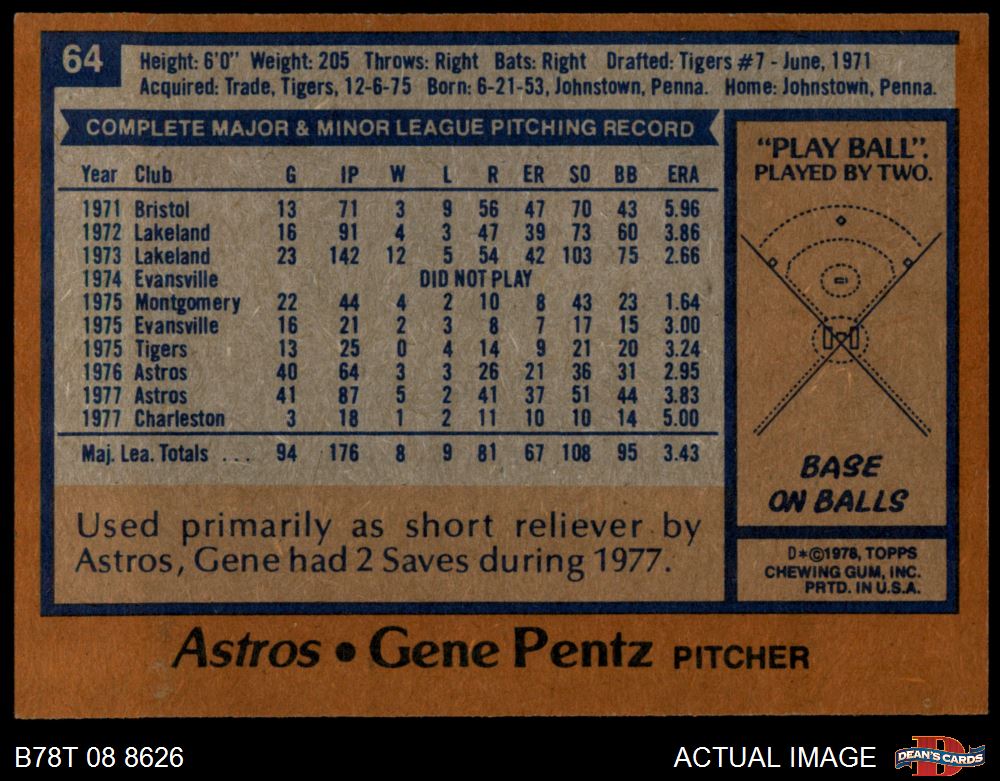 64
Height: 6'0" Weight: 205 Throws: Right Bats: Right Drafted: Tigers #7 - June, 1971
Acquired: Trade, Tigers, 12-6-75 Born: 6-21-53, Johnstown, Penna. Home: Johnstown, Penna.
COMPLETE MAJOR & MINOR LEAGUE PITCHING RECORD
Year Club G IP W L R ER SO BB ERA
1971 Bristol 13 71 3 9 56 47 70 43 5.96
1972 Lakeland 16 91 4 3 47 39 73 60 3.86
1973 Lakeland 23 142 12 5 54 42 103 75 2.66
1974 Evansville DID NOT PLAY
1975 Montgomery 22 44 4 2 10 8 43 23 1.64
1975 Evansville 16 21 2 3 8 7 17 15 3.00
1975 Tigers 13 25 0 4 14 9 21 20 3.24
1976 Astros 40 64 3 3 26 21 36 31 2.95
1977 Astros 41 87 5 2 41 37 51 44 3.83
1977 Charleston 3 18 1 2 11 10 10 14 5.00
Maj. Lea. Totals ... 94 176 8 9 81 67 108 95 3.43
Used primarily as short reliever by
Astros, Gene had 2 Saves during 1977.
"PLAY BALL".
PLAYED BY TWO.
BASE
ON BALLS
D*©1978, TOPPS
CHEWING GUM, INC.
PRTD. IN U.S.A.
Astros • Gene Pentz PITCHER
B78T 08 8626
ACTUAL IMAGE
D
DEAN'S CARDS